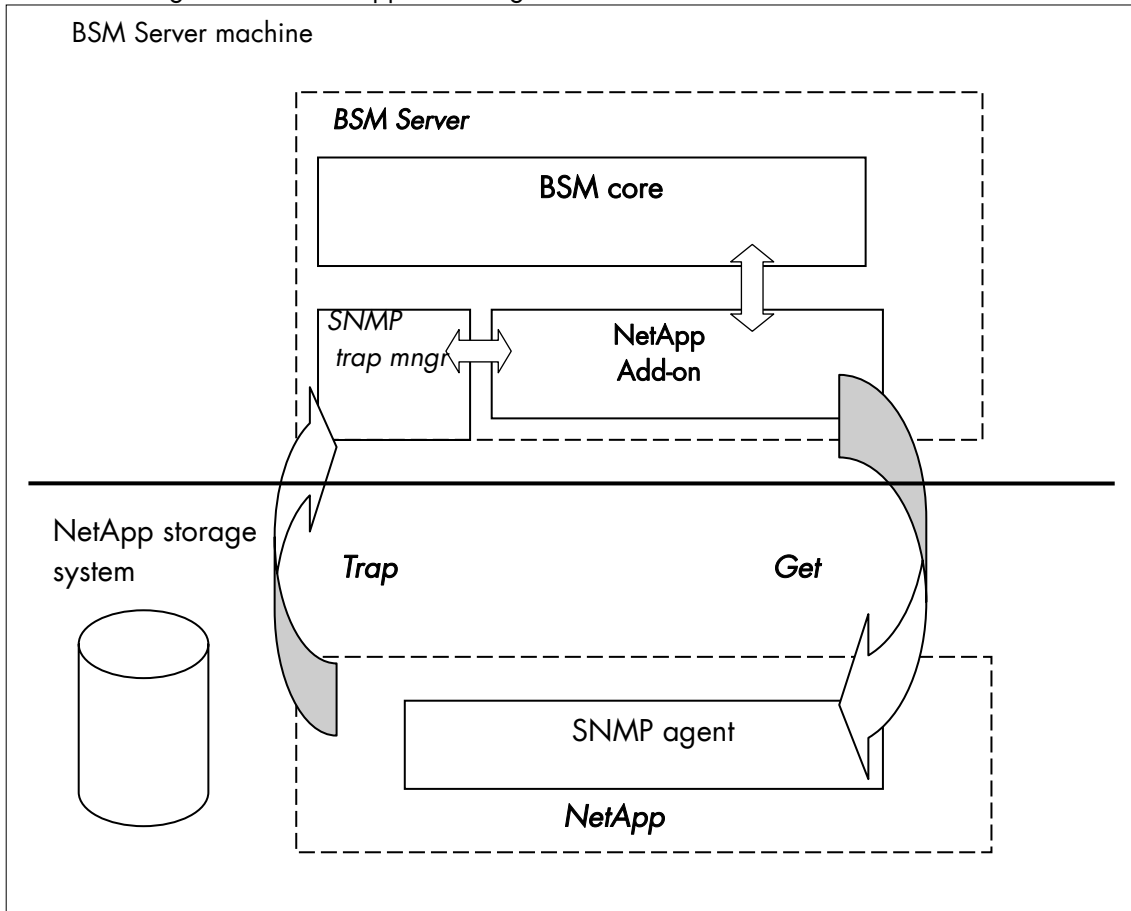 BSM Server machine
BSM Server
BSM core
SNMP
trap mngr
NetApp
Add-on
NetApp storage
system
Trap
Get
SNMP agent
NetApp